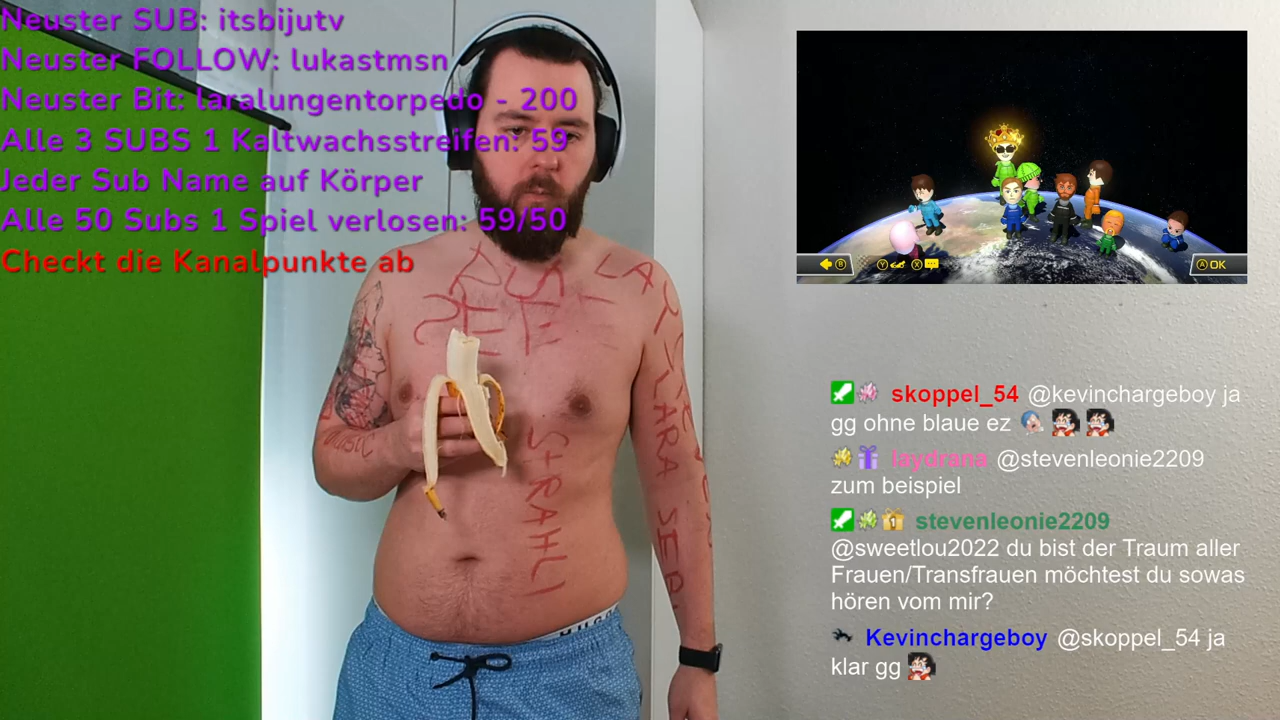 Neuster SUB: itsbijutv
Neuster FOLLOW: lukastmsn
Neuster Bit: laralungentorpedo - 200
Alle 3 SUBS 1 Kaltwachsstreifen: 59
Jeder Sub Name auf Körper
Alle 50 Subs 1 Spiel verlosen: 59/50
Checkt die Kanalpunkte ab
STRAHLI
LARA
B
Y
X
A OK
skoppel_54 @kevinchargeboy ja
gg ohne blaue ez
laydrana @stevenleonie2209
zum beispiel
1 stevenleonie2209
@sweetlou2022 du bist der Traum aller
Frauen/Transfrauen möchtest du sowas
hören vom mir?
Kevinchargeboy @skoppel_54 ja
klar gg